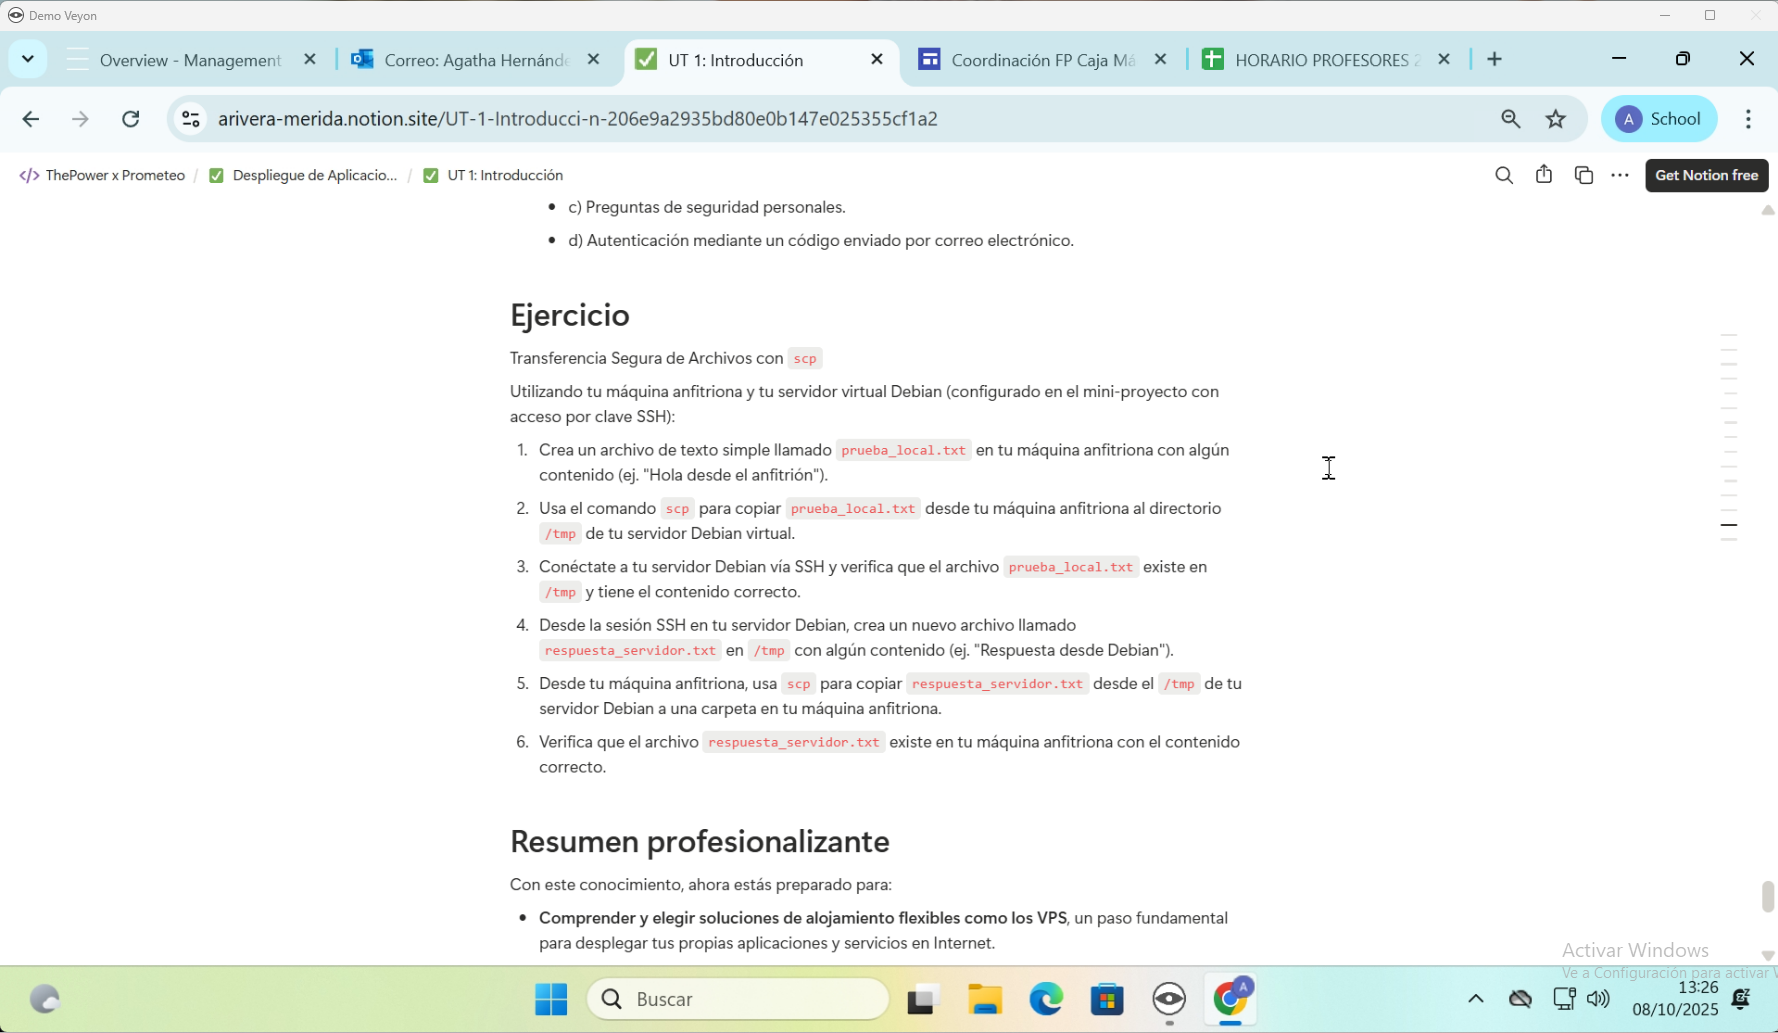 Demo Veyon
Overview - Management
Correo: Agatha Hernánde
UT 1: Introducción
Coordinación FP Caja Má
HORARIO PROFESORES 2
arivera-merida.notion.site/UT-1-Introducci-n-206e9a2935bd80e0b147e025355cf1a2
A School
ThePower x Prometeo / Despliegue de Aplicacio... / UT 1: Introducción
Get Notion free
• c) Preguntas de seguridad personales.
• d) Autenticación mediante un código enviado por correo electrónico.
Ejercicio
Transferencia Segura de Archivos con scp
Utilizando tu máquina anfitriona y tu servidor virtual Debian (configurado en el mini-proyecto con
acceso por clave SSH):
1. Crea un archivo de texto simple llamado prueba_local.txt en tu máquina anfitriona con algún
contenido (ej. "Hola desde el anfitrión").
2. Usa el comando scp para copiar prueba_local.txt desde tu máquina anfitriona al directorio
/tmp de tu servidor Debian virtual.
3. Conéctate a tu servidor Debian vía SSH y verifica que el archivo prueba_local.txt existe en
/tmp y tiene el contenido correcto.
4. Desde la sesión SSH en tu servidor Debian, crea un nuevo archivo llamado
respuesta_servidor.txt en /tmp con algún contenido (ej. "Respuesta desde Debian").
5. Desde tu máquina anfitriona, usa scp para copiar respuesta_servidor.txt desde el /tmp de tu
servidor Debian a una carpeta en tu máquina anfitriona.
6. Verifica que el archivo respuesta_servidor.txt existe en tu máquina anfitriona con el contenido
correcto.
Resumen profesionalizante
Con este conocimiento, ahora estás preparado para:
• Comprender y elegir soluciones de alojamiento flexibles como los VPS, un paso fundamental
para desplegar tus propias aplicaciones y servicios en Internet.
Activar Windows
Ve a Configuración para activar
Buscar
A
13:26
08/10/2025